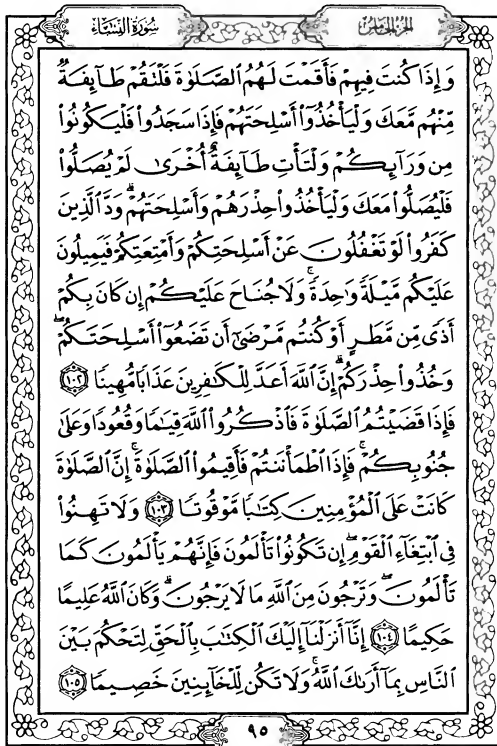 سُورَةُ النِّسَاءِ
الجزء الخامس
وَإِذَا كُنتَ فِيهِمْ فَأَقَمْتَ لَهُمُ ٱلصَّلَوٰةَ فَلْتَقُمْ طَآئِفَةٌ
مِّنْهُم مَّعَكَ وَلْيَأْخُذُوٓا۟ أَسْلِحَتَهُمْ فَإِذَا سَجَدُوا۟ فَلْيَكُونُوا۟
مِن وَرَآئِكُمْ وَلْتَأْتِ طَآئِفَةٌ أُخْرَىٰ لَمْ يُصَلُّوا۟
فَلْيُصَلُّوا۟ مَعَكَ وَلْيَأْخُذُوا۟ حِذْرَهُمْ وَأَسْلِحَتَهُمْ ۗ وَدَّ ٱلَّذِينَ
كَفَرُوا۟ لَوْ تَغْفُلُونَ عَنْ أَسْلِحَتِكُمْ وَأَمْتِعَتِكُمْ فَيَمِيلُونَ
عَلَيْكُم مَّيْلَةً وَٰحِدَةً ۚ وَلَا جُنَاحَ عَلَيْكُمْ إِن كَانَ بِكُمْ
أَذًى مِّن مَّطَرٍ أَوْ كُنتُم مَّرْضَىٰٓ أَن تَضَعُوٓا۟ أَسْلِحَتَكُمْ ۖ
وَخُذُوا۟ حِذْرَكُمْ ۗ إِنَّ ٱللَّهَ أَعَدَّ لِلْكَٰفِرِينَ عَذَابًا مُّهِينًا ١٠٢
فَإِذَا قَضَيْتُمُ ٱلصَّلَوٰةَ فَٱذْكُرُوا۟ ٱللَّهَ قِيَٰمًا وَقُعُودًا وَعَلَىٰ
جُنُوبِكُمْ ۚ فَإِذَا ٱطْمَأْنَنتُمْ فَأَقِيمُوا۟ ٱلصَّلَوٰةَ ۚ إِنَّ ٱلصَّلَوٰةَ
كَانَتْ عَلَى ٱلْمُؤْمِنِينَ كِتَٰبًا مَّوْقُوتًا ١٠٣ وَلَا تَهِنُوا۟
فِى ٱبْتِغَآءِ ٱلْقَوْمِ ۖ إِن تَكُونُوا۟ تَأْلَمُونَ فَإِنَّهُمْ يَأْلَمُونَ كَمَا
تَأْلَمُونَ ۖ وَتَرْجُونَ مِنَ ٱللَّهِ مَا لَا يَرْجُونَ ۗ وَكَانَ ٱللَّهُ عَلِيمًا
حَكِيمًا ١٠٤ إِنَّآ أَنزَلْنَآ إِلَيْكَ ٱلْكِتَٰبَ بِٱلْحَقِّ لِتَحْكُمَ بَيْنَ
ٱلنَّاسِ بِمَآ أَرَىٰكَ ٱللَّهُ ۚ وَلَا تَكُن لِّلْخَآئِنِينَ خَصِيمًا ١٠٥
٩٥